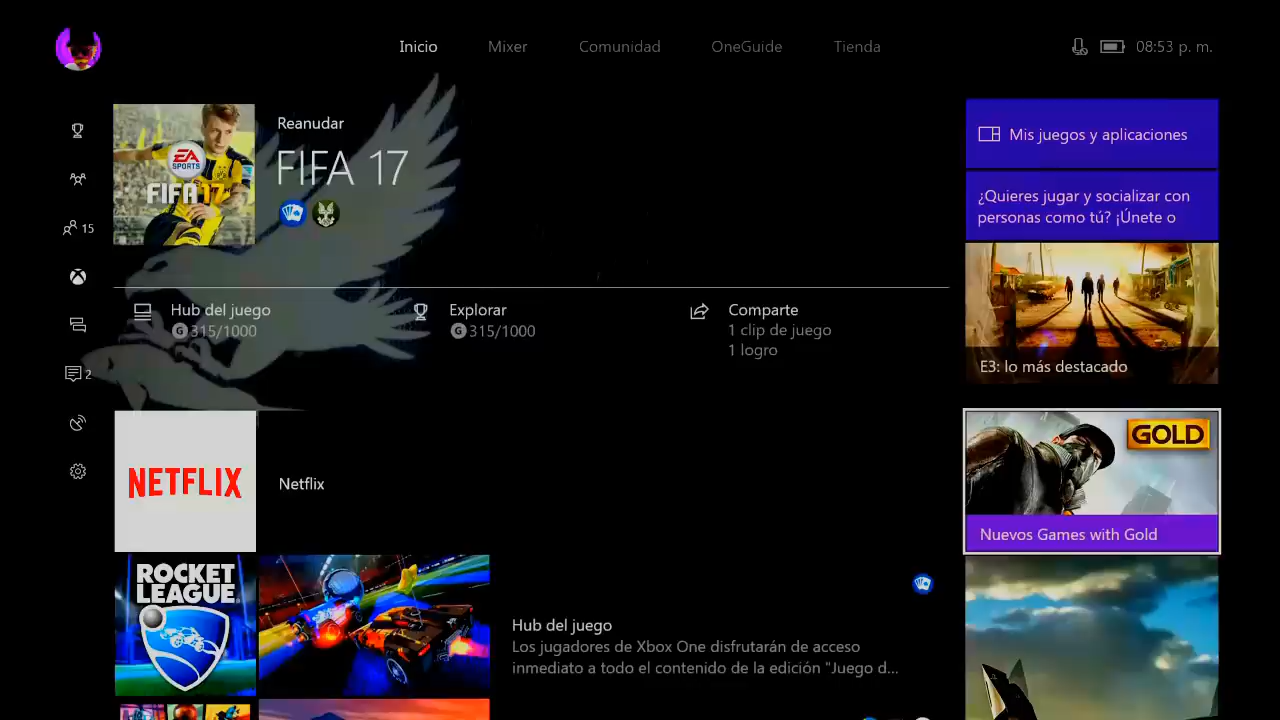 Inicio
Mixer
Comunidad
OneGuide
Tienda
08:53 p. m.
EA
SPORTS
FIFA 17
Reanudar
FIFA 17
15
2
Hub del juego
G 315/1000
Explorar
G 315/1000
Comparte
1 clip de juego
1 logro
Mis juegos y aplicaciones
¿Quieres jugar y socializar con
personas como tú? ¡Únete o
E3: lo más destacado
GOLD
Nuevos Games with Gold
NETFLIX
Netflix
ROCKET
LEAGUE
Hub del juego
Los jugadores de Xbox One disfrutarán de acceso
inmediato a todo el contenido de la edición "Juego d...